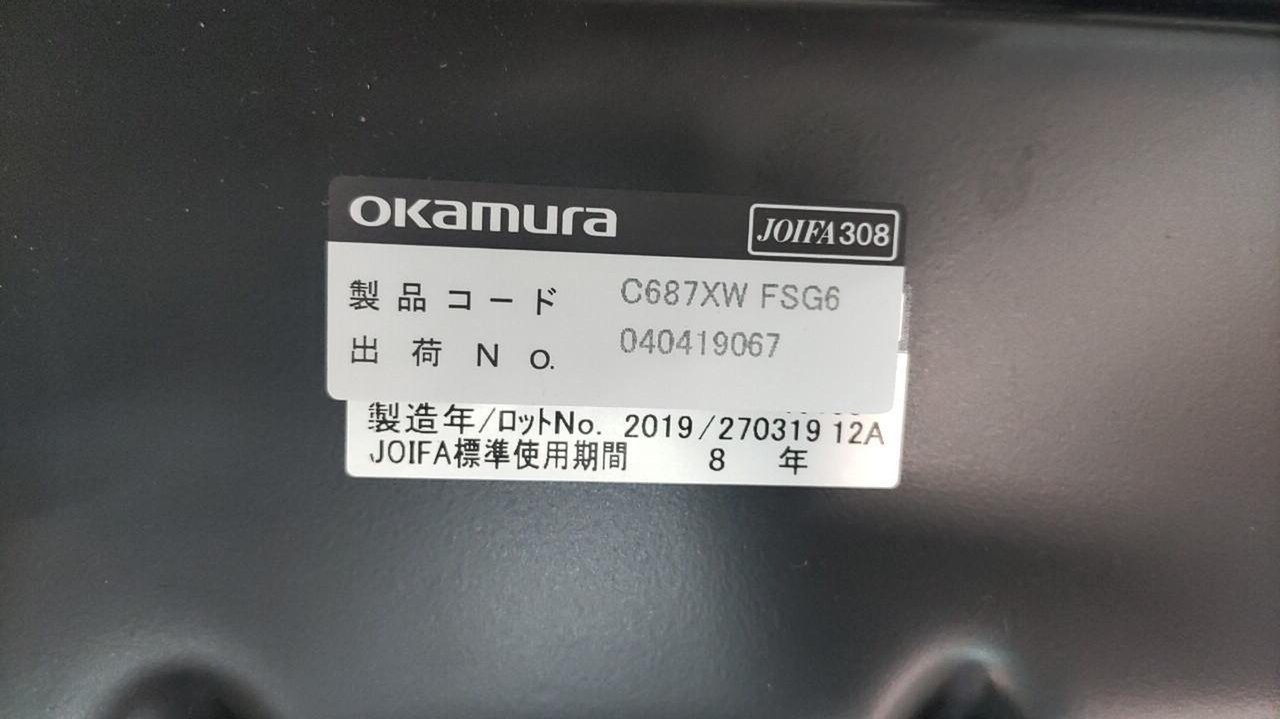 okamura
JOIFA308
製品コード C687XW FSG6
出荷No. 040419067
製造年/ロットNo. 2019/270319 12A
JOIFA標準使用期間 8 年